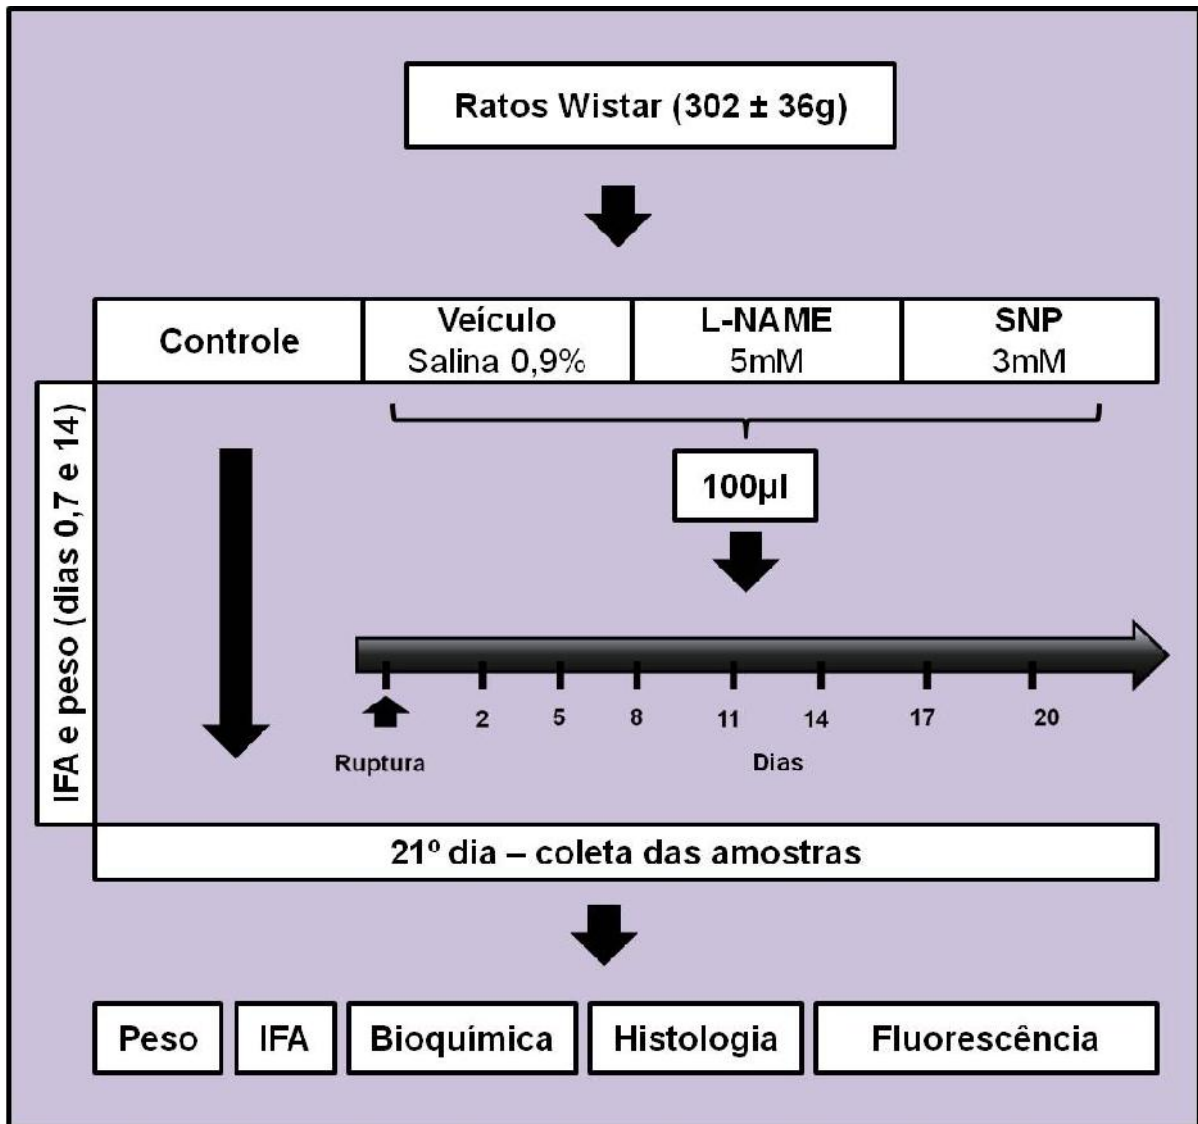 Ratos Wistar (302 ± 36g)
Controle
Veículo
Salina 0,9%
L-NAME
5mM
SNP
3mM
IFA e peso (dias 0,7 e 14)
100µl
2 5 8 11 14 17 20
Ruptura Dias
21º dia – coleta das amostras
Peso IFA Bioquímica Histologia Fluorescência